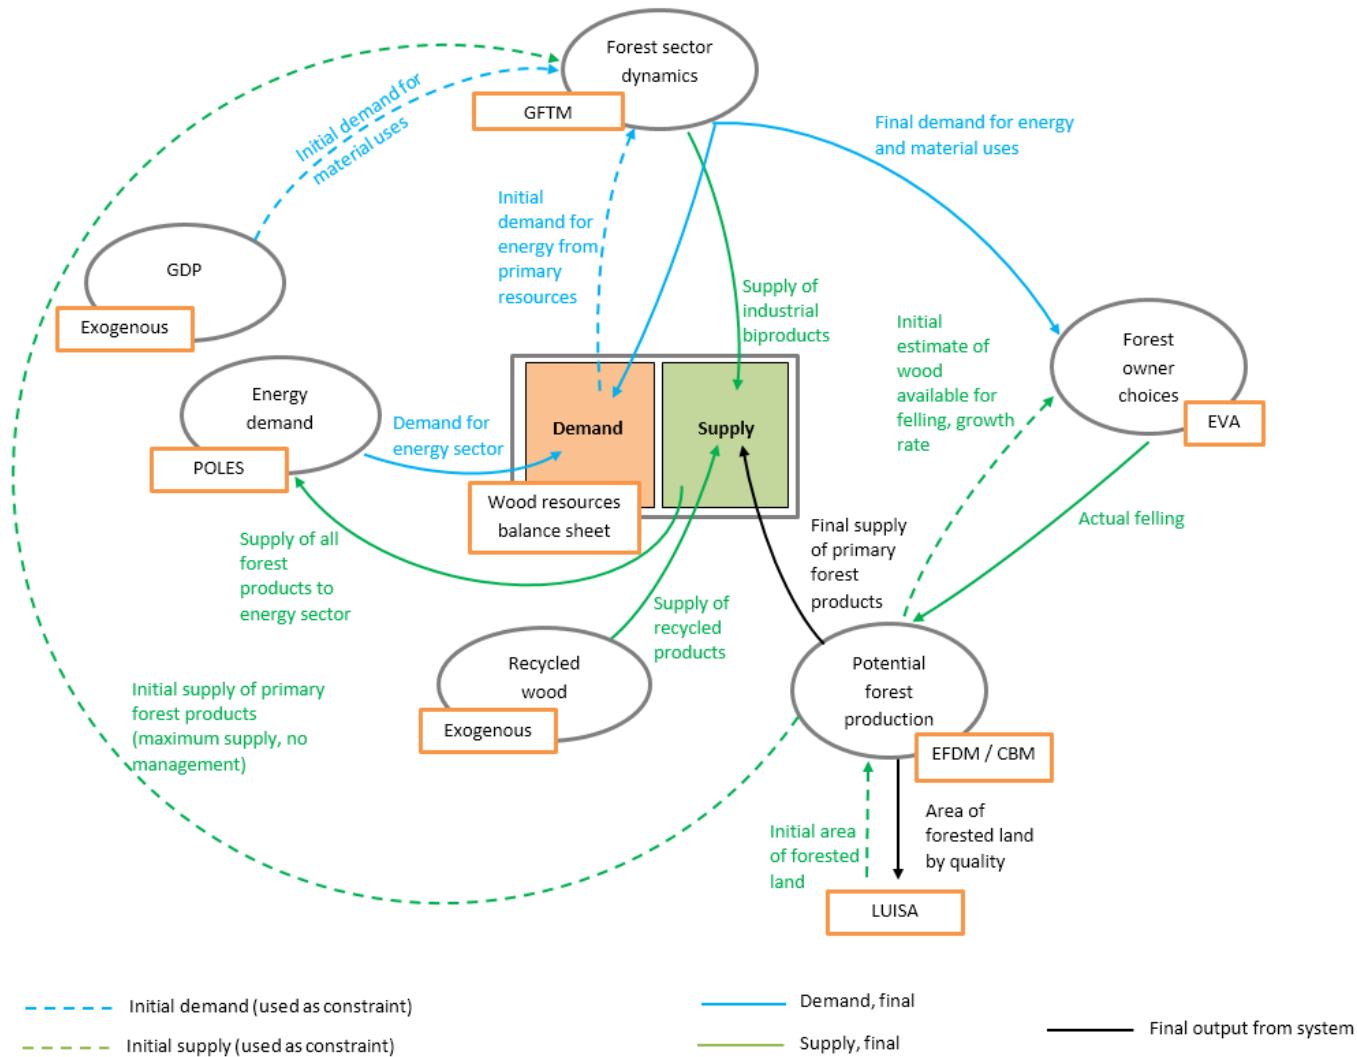 Forest sector
dynamics
GFTM
Initial demand for
material uses
Final demand for energy
and material uses
Initial
demand for
energy from
primary
resources
GDP
Exogenous
Supply of
industrial
biproducts
Initial
estimate of
wood
available for
felling, growth
rate
Forest
owner
choices
EVA
Energy
demand
POLES
Demand for
energy sector
Demand
Supply
Wood resources
balance sheet
Final supply
of primary
forest
products
Actual felling
Supply of all
forest
products to
energy sector
Supply of
recycled
products
Recycled
wood
Exogenous
Potential
forest
production
EFDM / CBM
Initial supply of primary
forest products
(maximum supply, no
management)
Initial area
of forested
land
Area of
forested land
by quality
LUISA
Initial demand (used as constraint)
Initial supply (used as constraint)
Demand, final
Supply, final
Final output from system